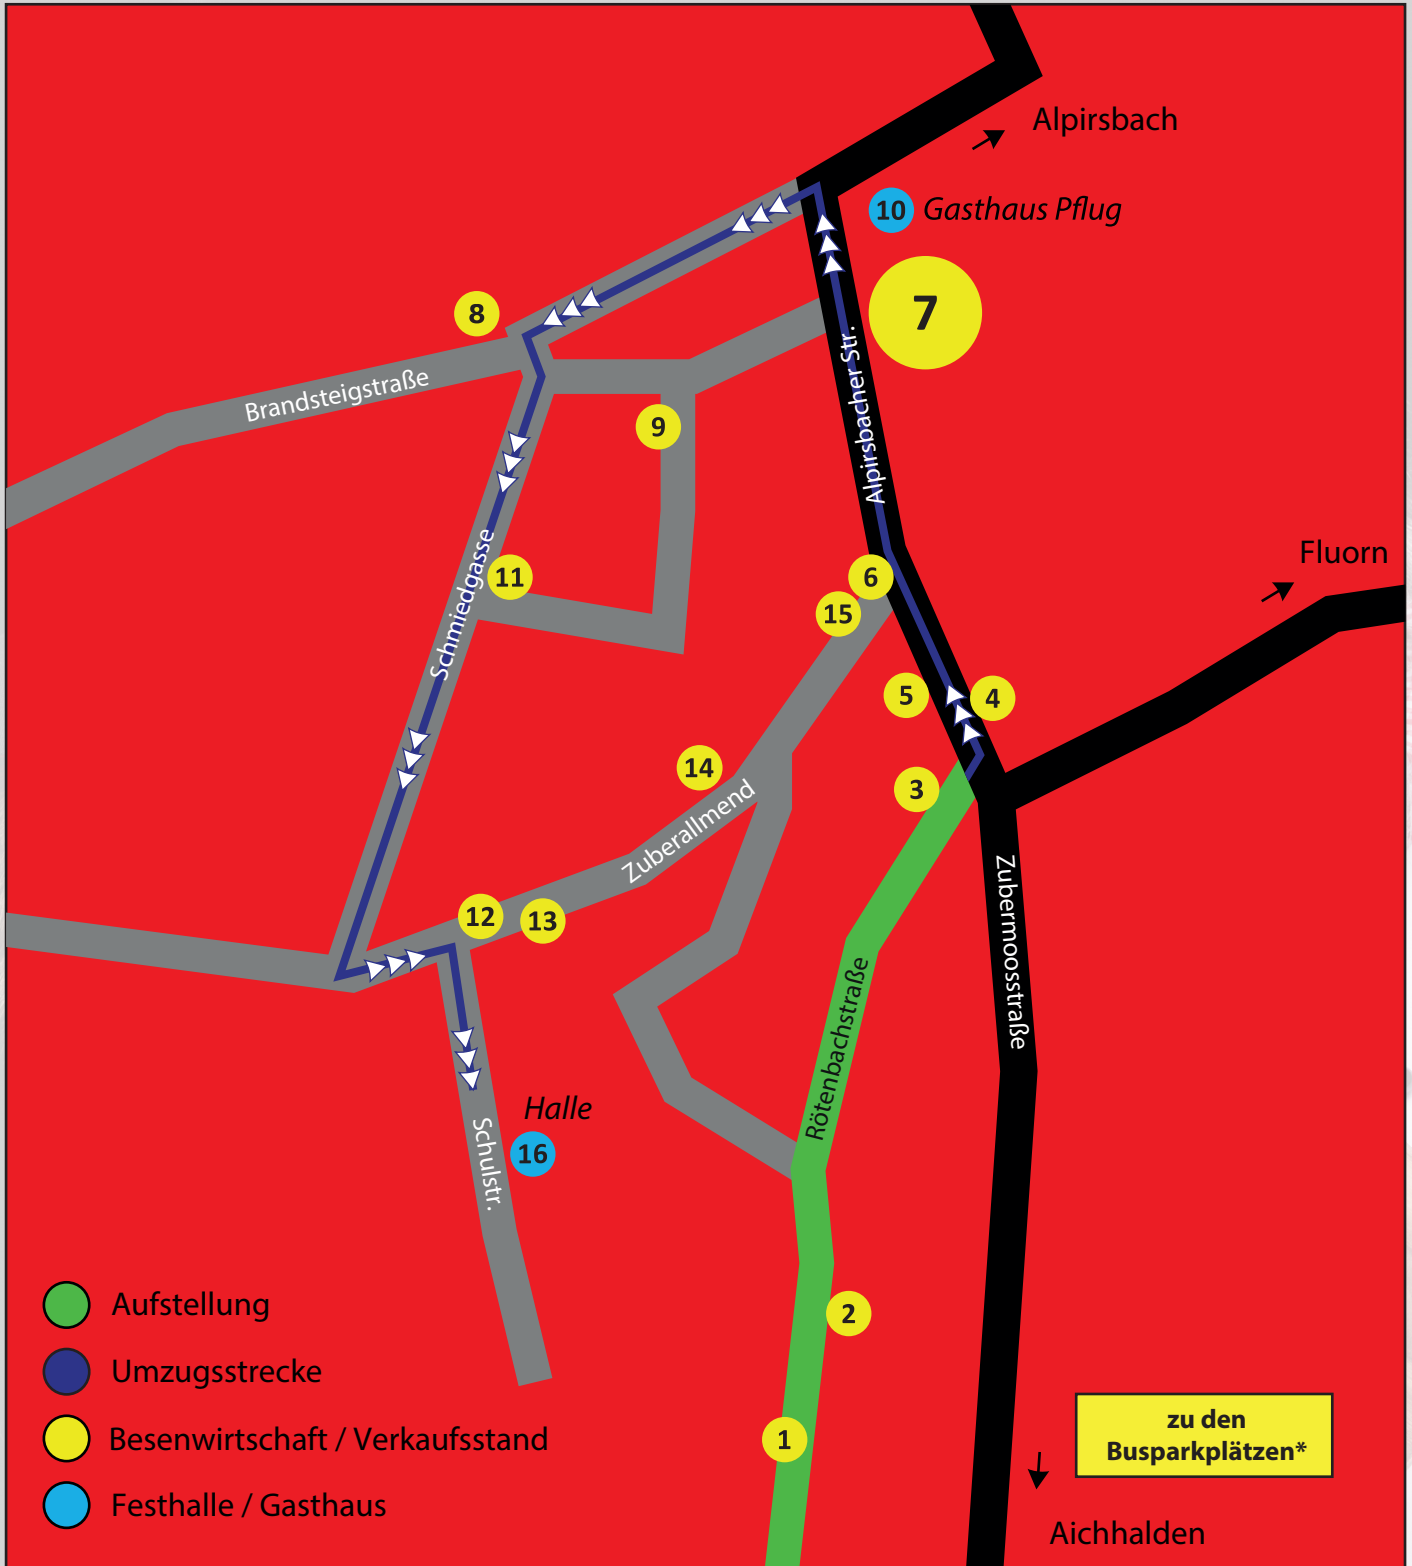 Alpirsbach
10 Gasthaus Pflug
7
8
Brandsteigstraße
Alpirsbacher Str.
9
Fluorn
Schmiedgasse
11
6
15
5
4
14
3
Zuberallmend
12
13
Zubermoosstraße
Rötenbachstraße
Halle
16
Schulstr.
2
1
Aufstellung
Umzugsstrecke
Besenwirtschaft / Verkaufsstand
Festhalle / Gasthaus
zu den
Busparkplätzen*
Aichhalden